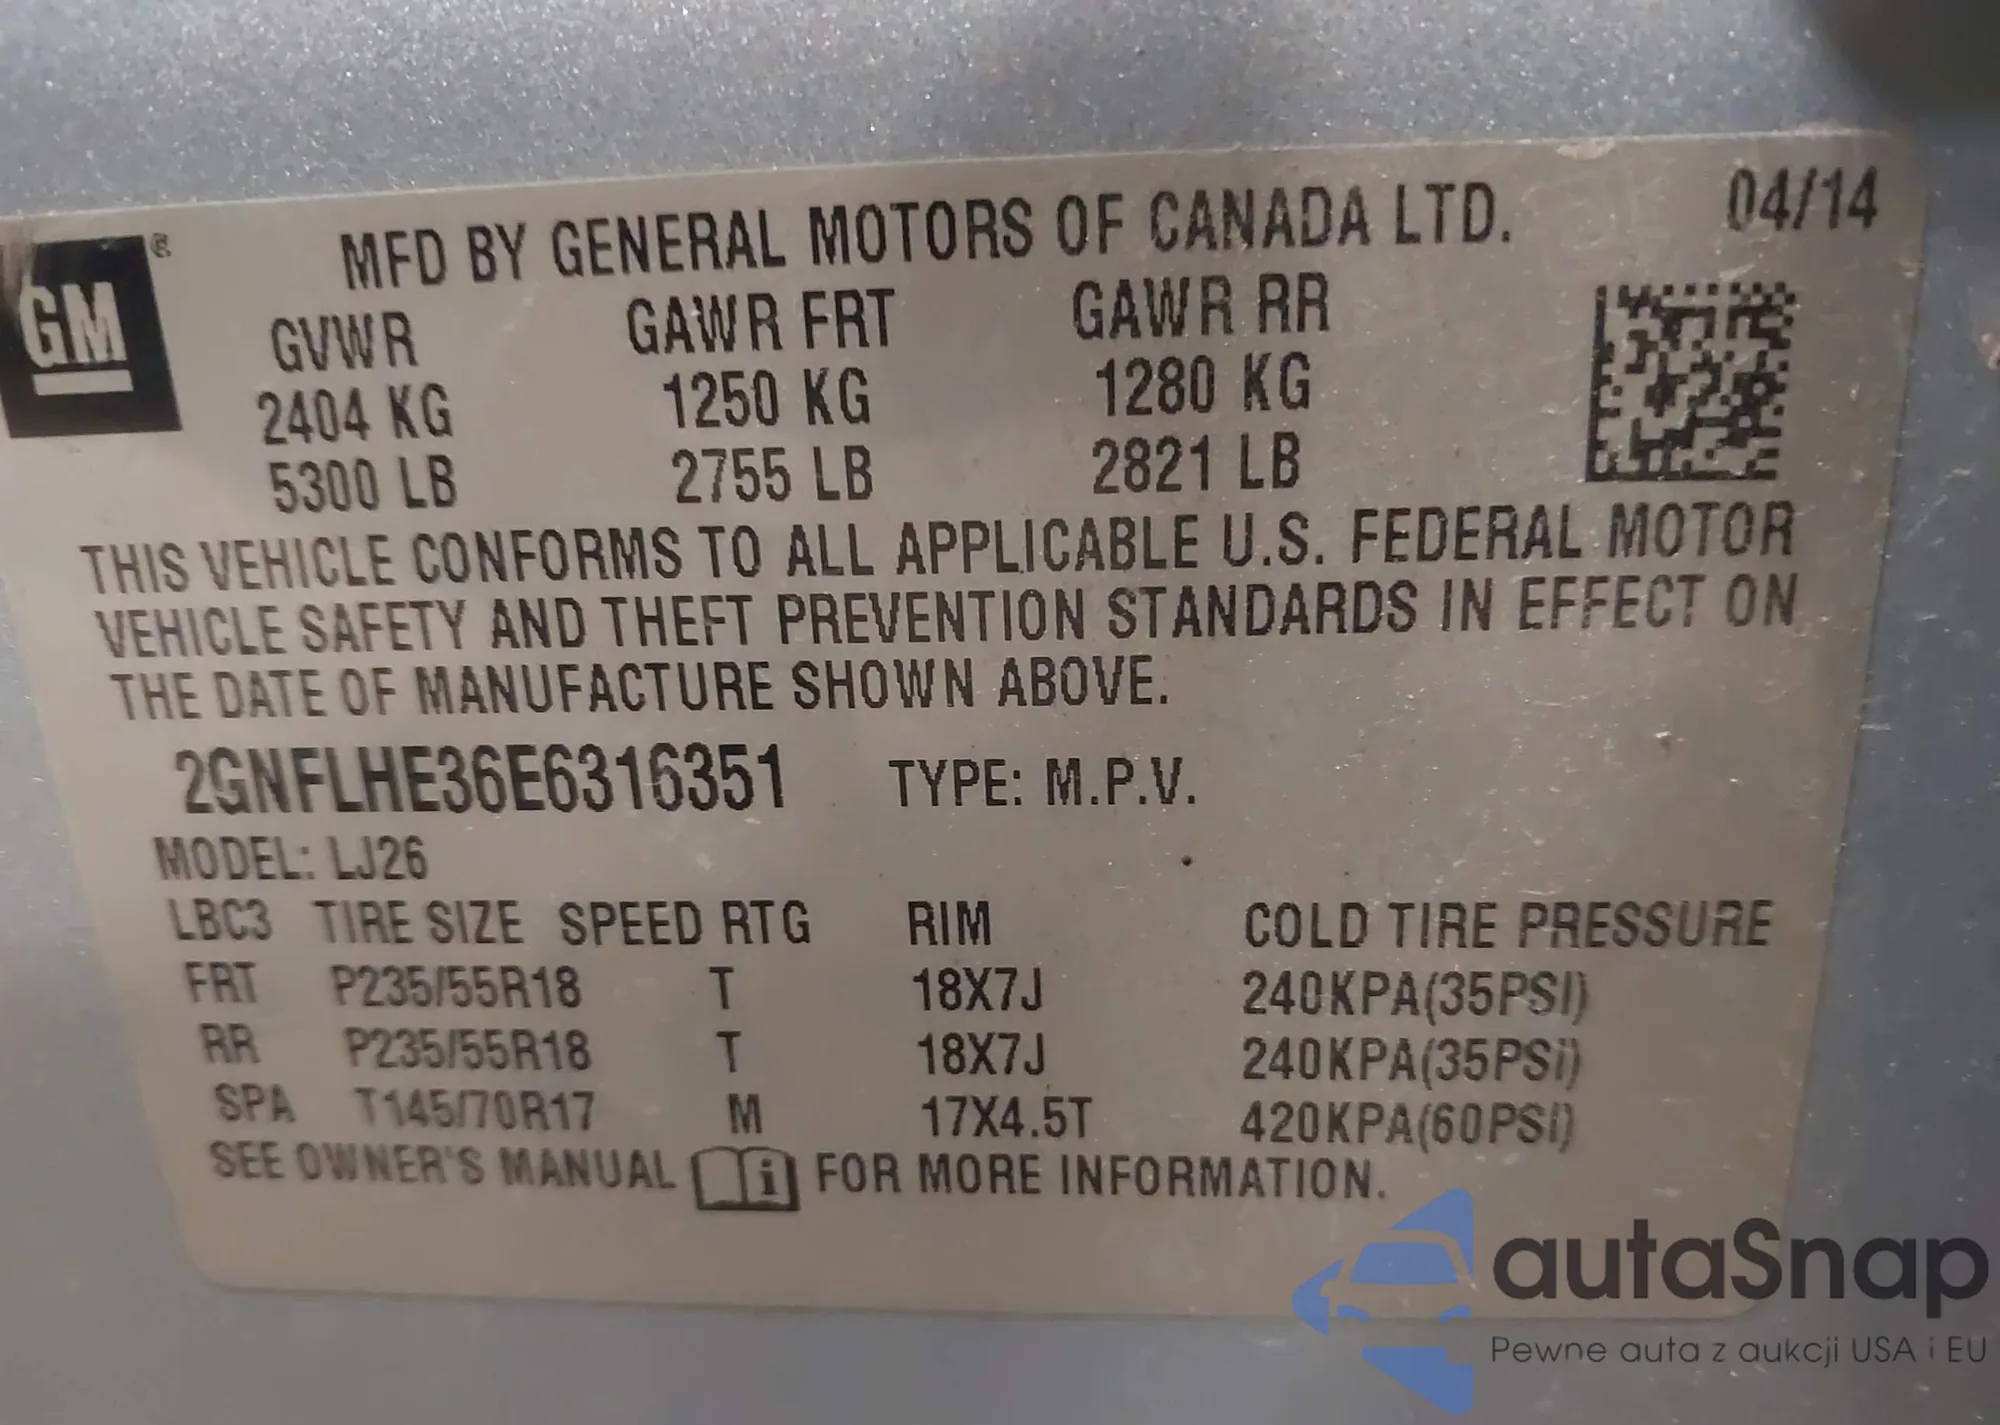 GM ®
MFD BY GENERAL MOTORS OF CANADA LTD. 04/14
GVWR GAWR FRT GAWR RR
2404 KG 1250 KG 1280 KG
5300 LB 2755 LB 2821 LB
THIS VEHICLE CONFORMS TO ALL APPLICABLE U.S. FEDERAL MOTOR
VEHICLE SAFETY AND THEFT PREVENTION STANDARDS IN EFFECT ON
THE DATE OF MANUFACTURE SHOWN ABOVE.
2GNFLHE36E6316351 TYPE: M.P.V.
MODEL: LJ26
LBC3 TIRE SIZE SPEED RTG RIM COLD TIRE PRESSURE
FRT P235/55R18 T 18X7J 240KPA(35PSI)
RR P235/55R18 T 18X7J 240KPA(35PSI)
SPA T145/70R17 M 17X4.5T 420KPA(60PSI)
SEE OWNER'S MANUAL i FOR MORE INFORMATION.
autaSnap
Pewne auta z aukcji USA i EU